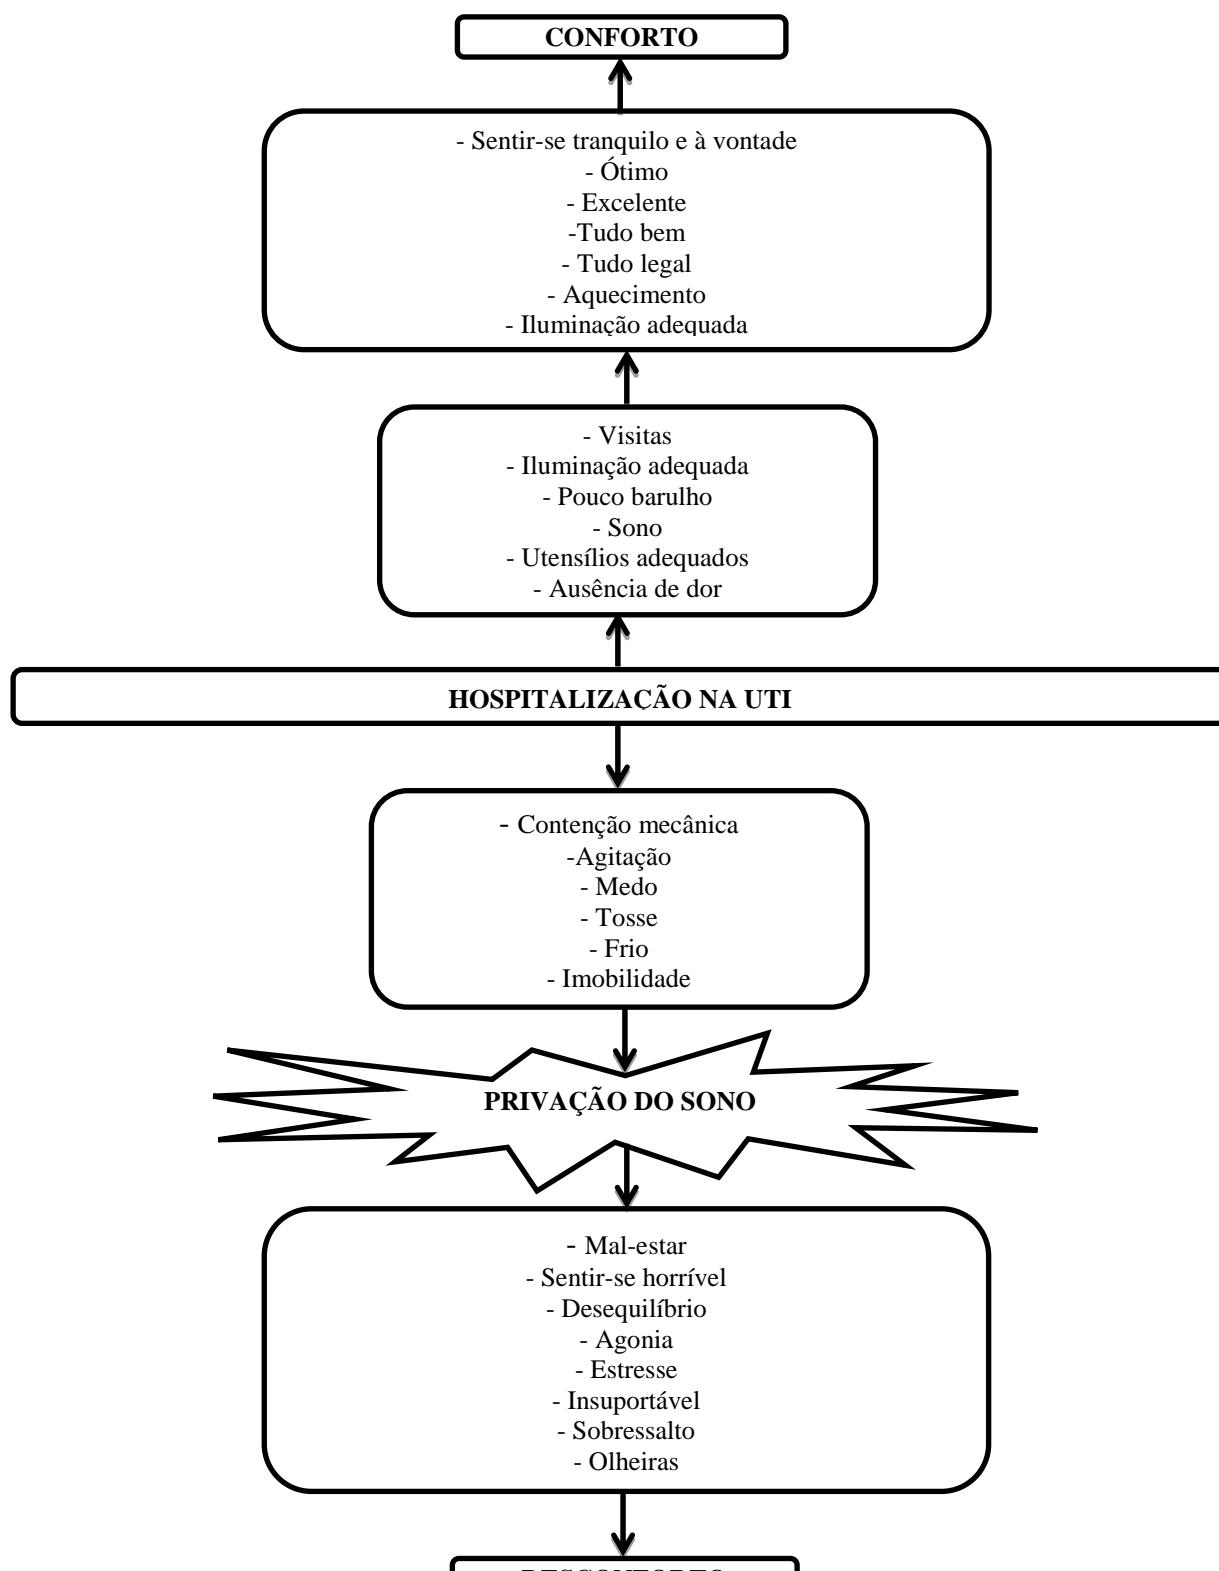 CONFORTO
- Sentir-se tranquilo e à vontade
- Ótimo
- Excelente
-Tudo bem
- Tudo legal
- Aquecimento
- Iluminação adequada
- Visitas
- Iluminação adequada
- Pouco barulho
- Sono
- Utensílios adequados
- Ausência de dor
HOSPITALIZAÇÃO NA UTI
- Contenção mecânica
-Agitação
- Medo
- Tosse
- Frio
- Imobilidade
PRIVAÇÃO DO SONO
- Mal-estar
- Sentir-se horrível
- Desequilíbrio
- Agonia
- Estresse
- Insuportável
- Sobressalto
- Olheiras